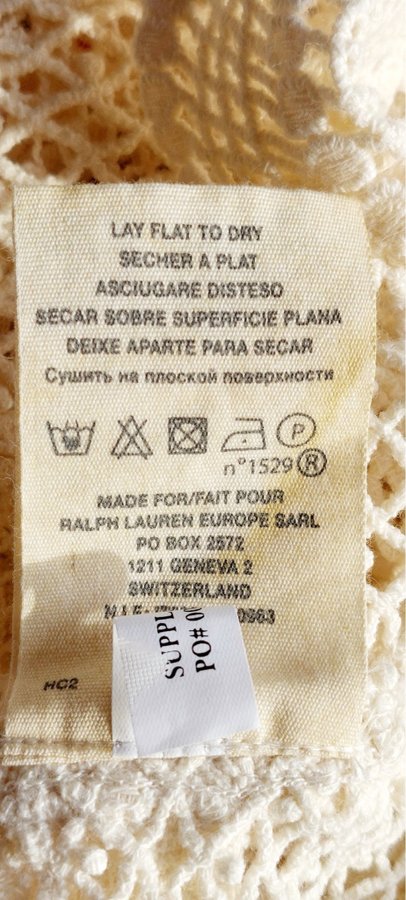 LAY FLAT TO DRY
SECHER A PLAT
ASCIUGARE DISTESO
SECAR SOBRE SUPERFICIE PLANA
DEIXE APARTE PARA SECAR
Сушить на плоской поверхности
P
n°1529 ®
MADE FOR/FAIT POUR
RALPH LAUREN EUROPE SARL
PO BOX 2572
1211 GENEVA 2
SWITZERLAND
N.I.F.
SUPPL
PO#
HC2